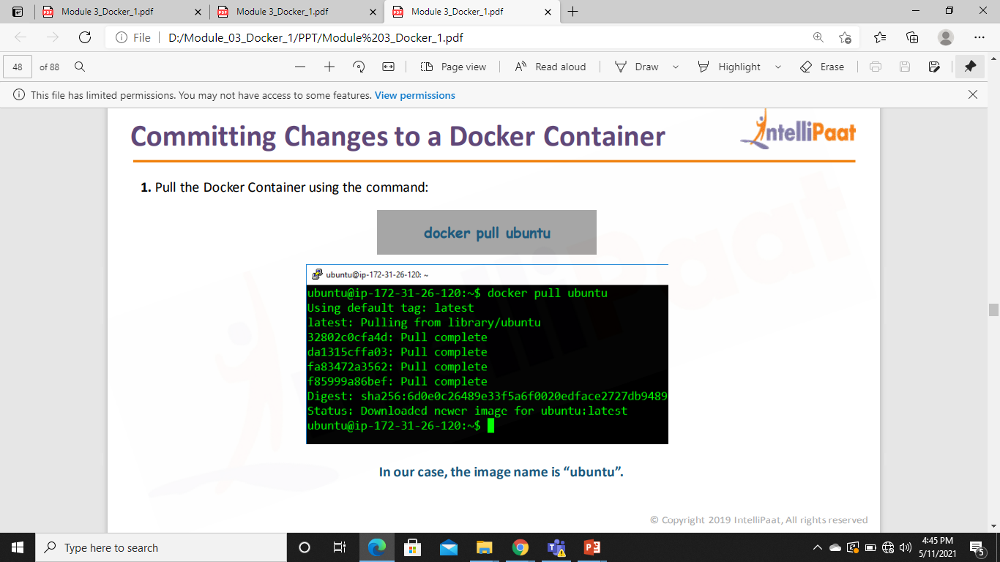 Module 3_Docker_1.pdf
Module 3_Docker_1.pdf
Module 3_Docker_1.pdf
File
D:/Module_03_Docker_1/PPT/Module%203_Docker_1.pdf
48 of 88
Page view
Read aloud
Draw
Highlight
Erase
This file has limited permissions. You may not have access to some features. View permissions
Committing Changes to a Docker Container
IntelliPaat
1. Pull the Docker Container using the command:
docker pull ubuntu
ubuntu@ip-172-31-26-120: ~
ubuntu@ip-172-31-26-120:~$ docker pull ubuntu
Using default tag: latest
latest: Pulling from library/ubuntu
32802c0cfa4d: Pull complete
da1315cffa03: Pull complete
fa83472a3562: Pull complete
f85999a86bef: Pull complete
Digest: sha256:6d0e0c26489e33f5a6f0020edface2727db9489
Status: Downloaded newer image for ubuntu:latest
ubuntu@ip-172-31-26-120:~$
In our case, the image name is “ubuntu”.
© Copyright 2019 IntelliPaat, All rights reserved
Type here to search
4:45 PM
5/11/2021
5